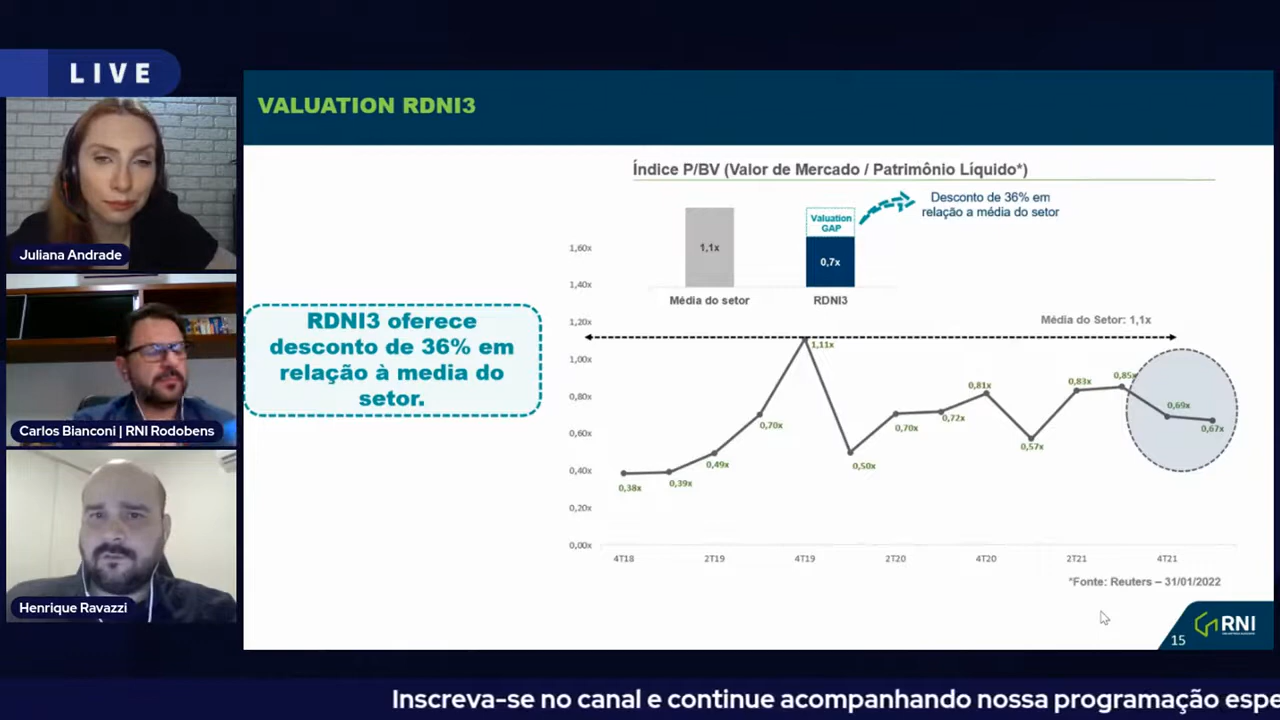 LIVE
Juliana Andrade
Carlos Bianconi | RNI Rodobens
Henrique Ravazzi
VALUATION RDNI3
RDNI3 oferece
desconto de 36% em
relação à media do
setor.
Índice P/BV (Valor de Mercado / Patrimônio Líquido*)
1,1x
Média do setor
Valuation
GAP
0,7x
RDNI3
Desconto de 36% em
relação a média do setor
Média do Setor: 1,1x
1,60x
1,40x
1,20x
1,00x
0,80x
0,60x
0,40x
0,20x
0,00x
0,38x
0,39x
0,49x
0,70x
1,11x
0,50x
0,70x
0,72x
0,81x
0,57x
0,83x
0,85x
0,69x
0,67x
4T18
2T19
4T19
2T20
4T20
2T21
4T21
*Fonte: Reuters – 31/01/2022
15
RNI
Inscreva-se no canal e continue acompanhando nossa programação espe